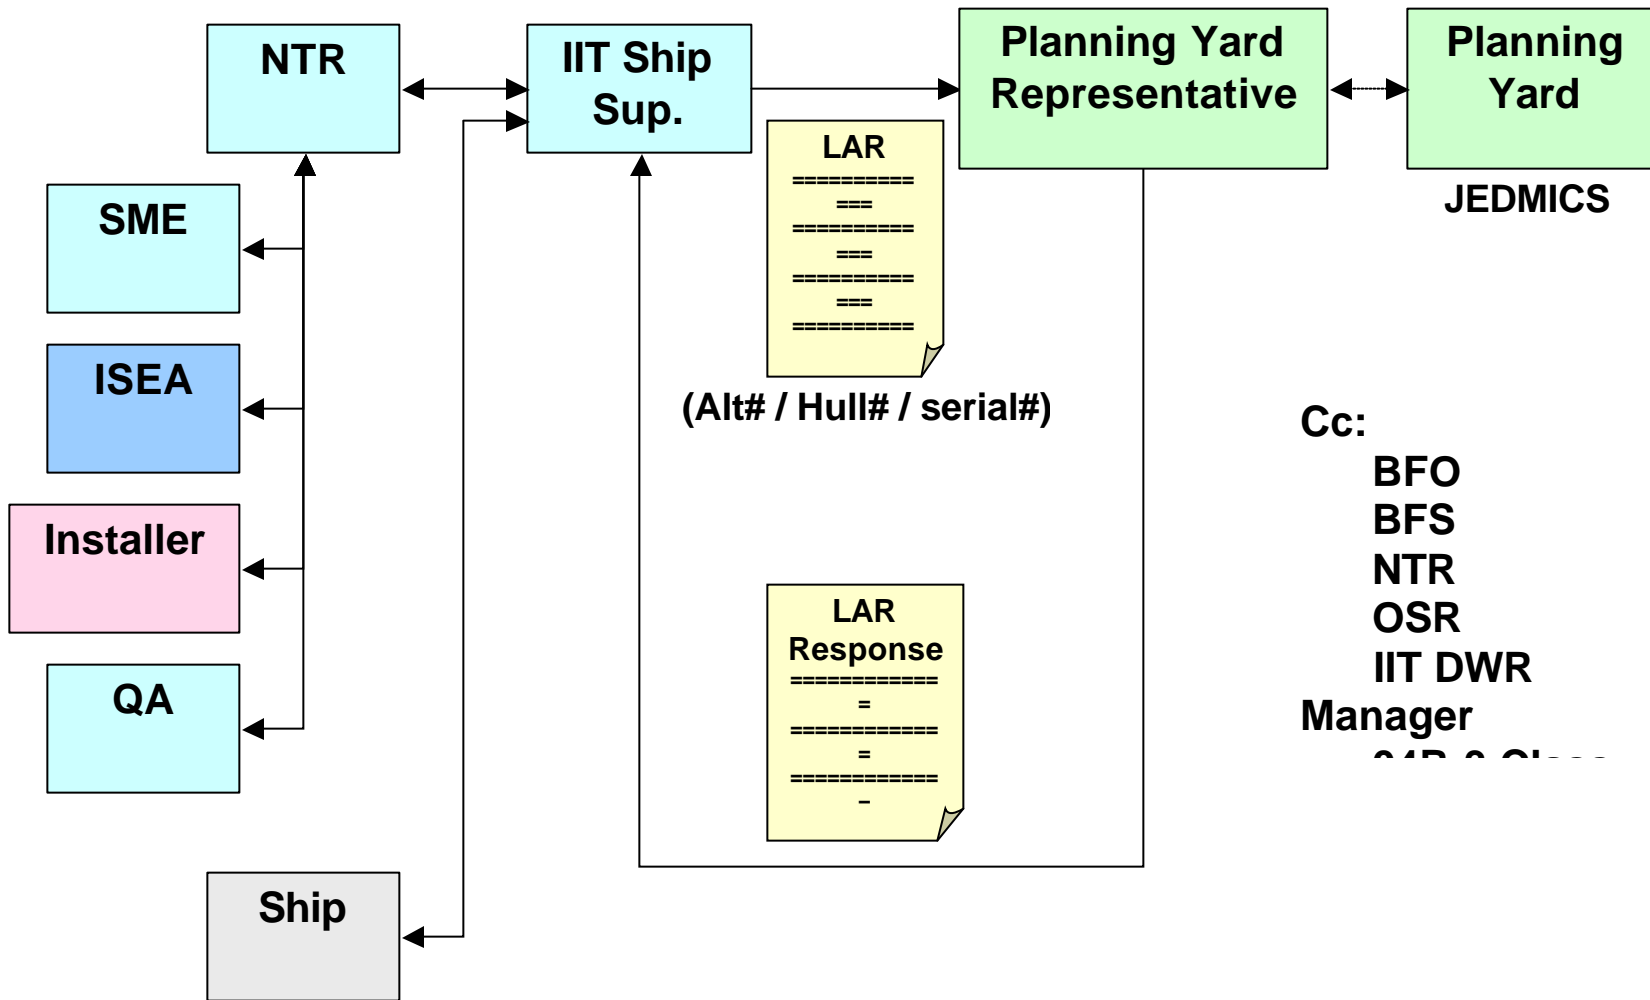 NTR
IIT Ship
Sup.
Planning Yard
Representative
Planning
Yard
JEDMICS
SME
ISEA
Installer
QA
Ship
LAR
==========
===
==========
===
==========
===
==========
(Alt# / Hull# / serial#)
LAR
Response
============
=
============
=
============
Cc:
BFO
BFS
NTR
OSR
IIT DWR
Manager